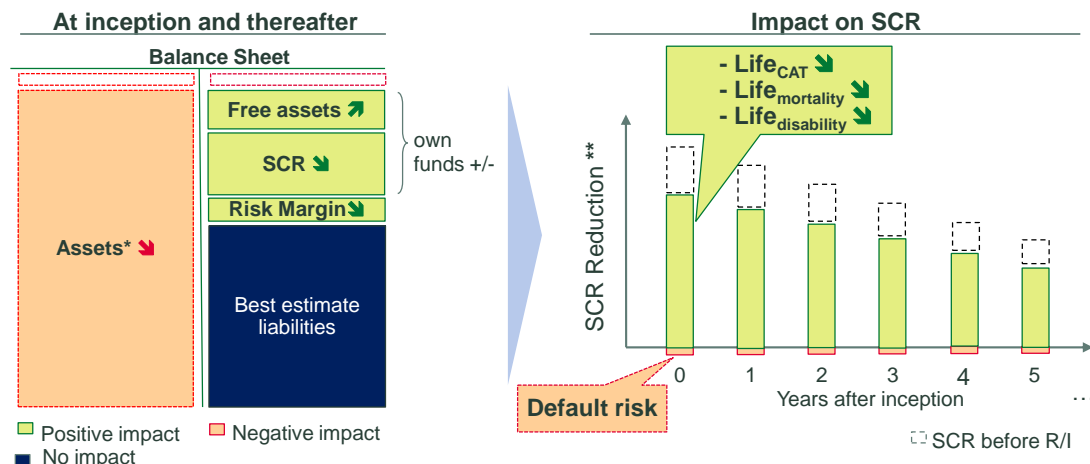 At inception and thereafter
Balance Sheet
Free assets
SCR
Risk Margin
own
funds +/-
Assets*
Best estimate
liabilities
Positive impact
Negative impact
No impact
Impact on SCR
- LifeCAT
- Lifemortality
- Lifedisability
SCR Reduction **
0 1 2 3 4 5
Years after inception
..
Default risk
SCR before R/I